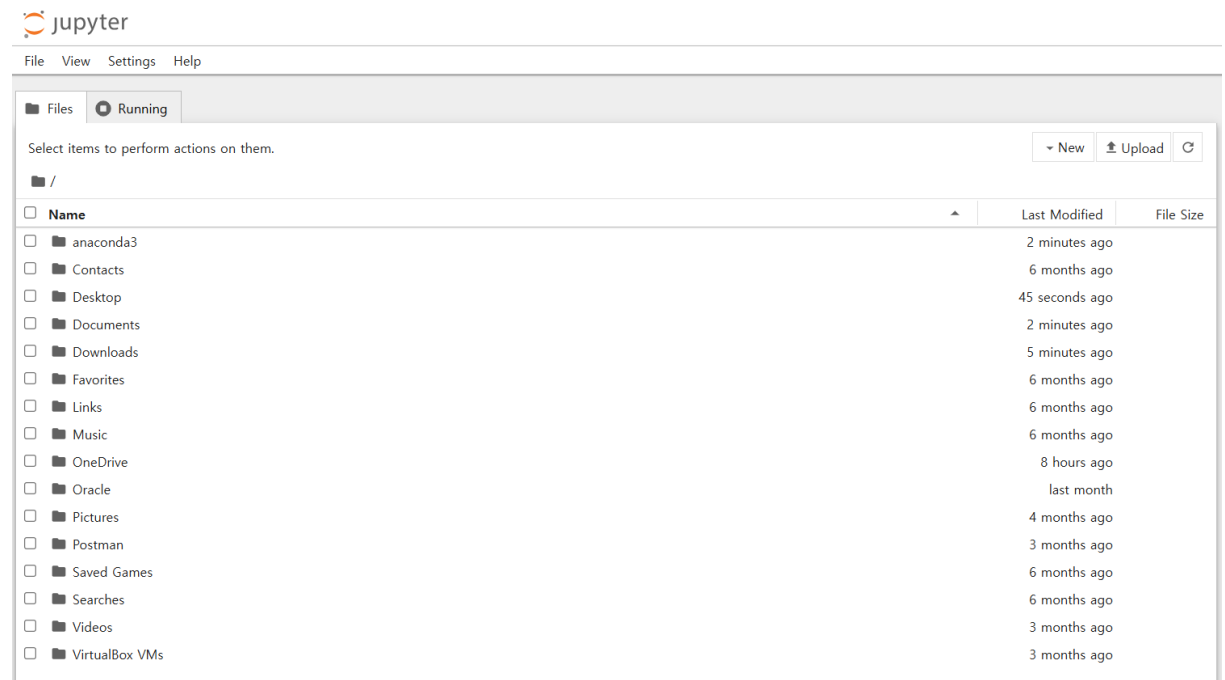 jupyter
File View Settings Help
Files Running
Select items to perform actions on them. New Upload
/
Name Last Modified File Size
anaconda3 2 minutes ago
Contacts 6 months ago
Desktop 45 seconds ago
Documents 2 minutes ago
Downloads 5 minutes ago
Favorites 6 months ago
Links 6 months ago
Music 6 months ago
OneDrive 8 hours ago
Oracle last month
Pictures 4 months ago
Postman 3 months ago
Saved Games 6 months ago
Searches 6 months ago
Videos 3 months ago
VirtualBox VMs 3 months ago